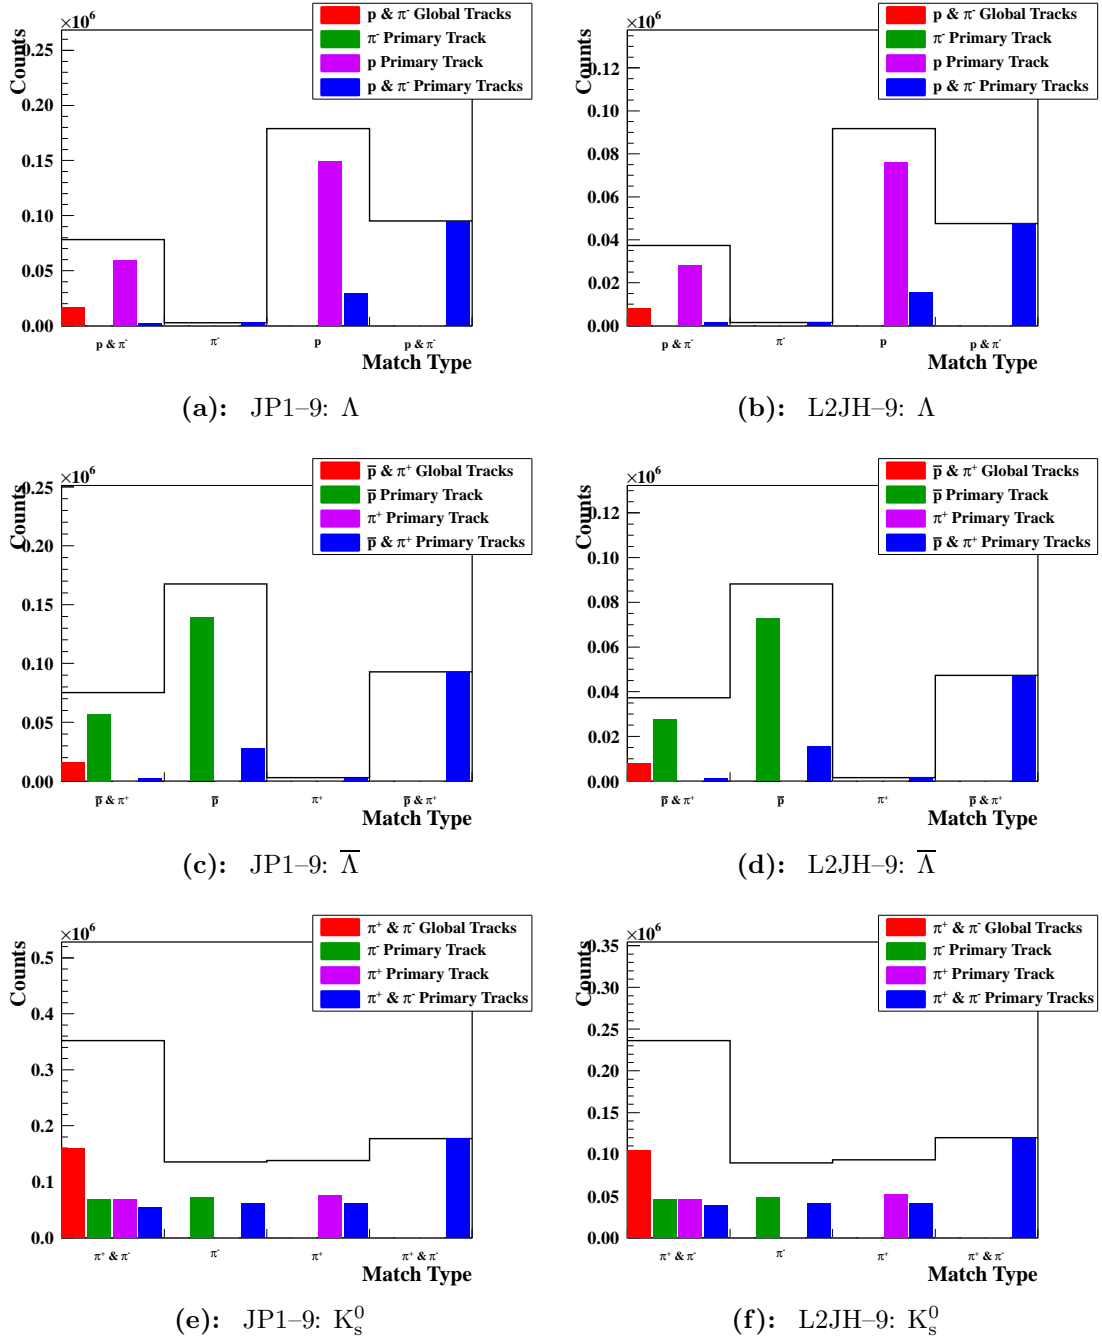 ×10⁶
Counts
p & π⁻ Global Tracks
π⁻ Primary Track
p Primary Track
p & π⁻ Primary Tracks
0.25
0.20
0.15
0.10
0.05
0.00
p & π⁻ π⁻ p p & π⁻
Match Type
(a): JP1–9: Λ
×10⁶
Counts
p & π⁻ Global Tracks
π⁻ Primary Track
p Primary Track
p & π⁻ Primary Tracks
0.12
0.10
0.08
0.06
0.04
0.02
0.00
p & π⁻ π⁻ p p & π⁻
Match Type
(b): L2JH–9: Λ
×10⁶
Counts
p̅ & π⁺ Global Tracks
p̅ Primary Track
π⁺ Primary Track
p̅ & π⁺ Primary Tracks
0.25
0.20
0.15
0.10
0.05
0.00
p̅ & π⁺ p̅ π⁺ p̅ & π⁺
Match Type
(c): JP1–9: Λ̅
×10⁶
Counts
p̅ & π⁺ Global Tracks
p̅ Primary Track
π⁺ Primary Track
p̅ & π⁺ Primary Tracks
0.12
0.10
0.08
0.06
0.04
0.02
0.00
p̅ & π⁺ p̅ π⁺ p̅ & π⁺
Match Type
(d): L2JH–9: Λ̅
×10⁶
Counts
π⁺ & π⁻ Global Tracks
π⁻ Primary Track
π⁺ Primary Track
π⁺ & π⁻ Primary Tracks
0.5
0.4
0.3
0.2
0.1
0.0
π⁺ & π⁻ π⁻ π⁺ π⁺ & π⁻
Match Type
(e): JP1–9: K⁰ₛ
×10⁶
Counts
π⁺ & π⁻ Global Tracks
π⁻ Primary Track
π⁺ Primary Track
π⁺ & π⁻ Primary Tracks
0.35
0.30
0.25
0.20
0.15
0.10
0.05
0.00
π⁺ & π⁻ π⁻ π⁺ π⁺ & π⁻
Match Type
(f): L2JH–9: K⁰ₛ